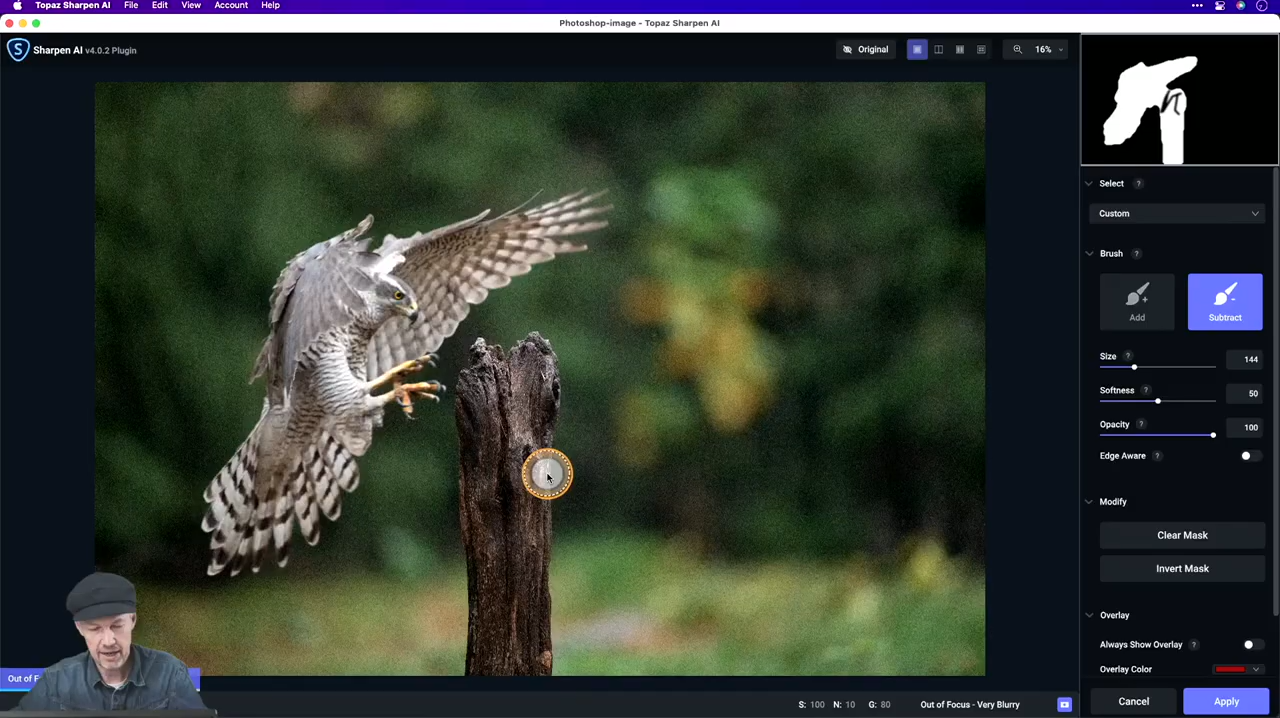 Topaz Sharpen AI File Edit View Account Help
Photoshop-image - Topaz Sharpen AI
S Sharpen AI v4.0.2 Plugin
Original
16%
Select ?
Custom
Brush ?
Add
Subtract
Size ? 144
Softness ? 50
Opacity ? 100
Edge Aware ?
Modify
Clear Mask
Invert Mask
Overlay
Always Show Overlay ?
Overlay Color
Out of F
S: 100 N: 10 G: 80 Out of Focus - Very Blurry
Cancel
Apply